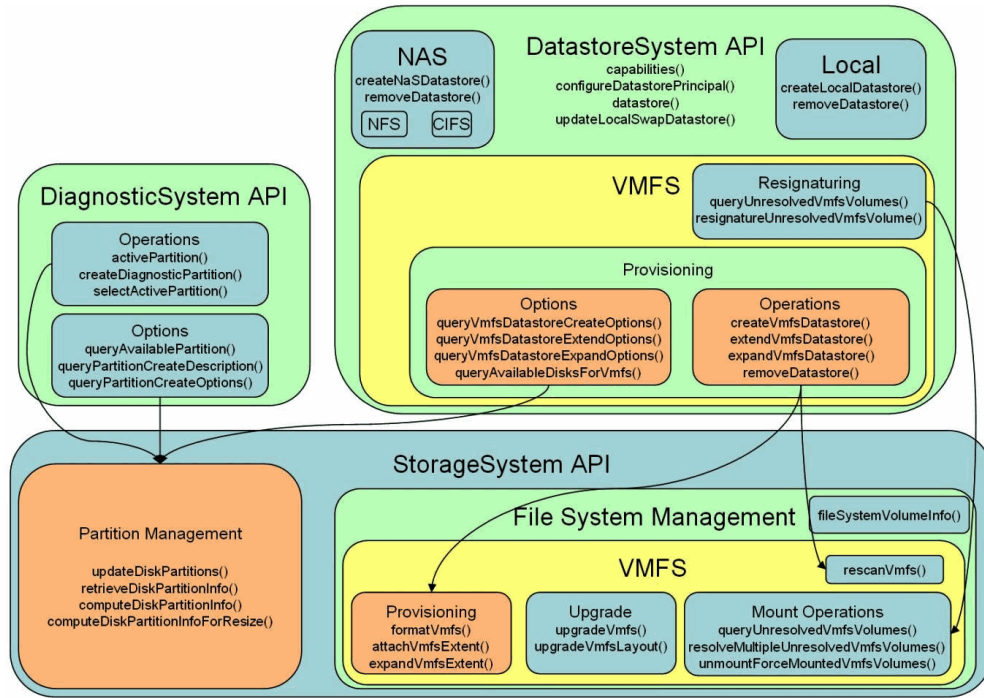 DatastoreSystem API
capabilities()
configureDatastorePrincipal()
datastore()
updateLocalSwapDatastore()
NAS
createNaSDatastore()
removeDatastore()
NFS
CIFS
Local
createLocalDatastore()
removeDatastore()
VMFS
Resignaturing
queryUnresolvedVmfsVolumes()
resignatureUnresolvedVmfsVolume()
Provisioning
Options
queryVmfsDatastoreCreateOptions()
queryVmfsDatastoreExtendOptions()
queryVmfsDatastoreExpandOptions()
queryAvailableDisksForVmfs()
Operations
createVmfsDatastore()
extendVmfsDatastore()
expandVmfsDatastore()
removeDatastore()
DiagnosticSystem API
Operations
activePartition()
createDiagnosticPartition()
selectActivePartition()
Options
queryAvailablePartition()
queryPartitionCreateDescription()
queryPartitionCreateOptions()
StorageSystem API
Partition Management
updateDiskPartitions()
retrieveDiskPartitionInfo()
computeDiskPartitionInfo()
computeDiskPartitionInfoForResize()
File System Management
fileSystemVolumeInfo()
VMFS
rescanVmfs()
Provisioning
formatVmfs()
attachVmfsExtent()
expandVmfsExtent()
Upgrade
upgradeVmfs()
upgradeVmfsLayout()
Mount Operations
queryUnresolvedVmfsVolumes()
resolveMultipleUnresolvedVmfsVolumes()
unmountForceMountedVmfsVolumes()